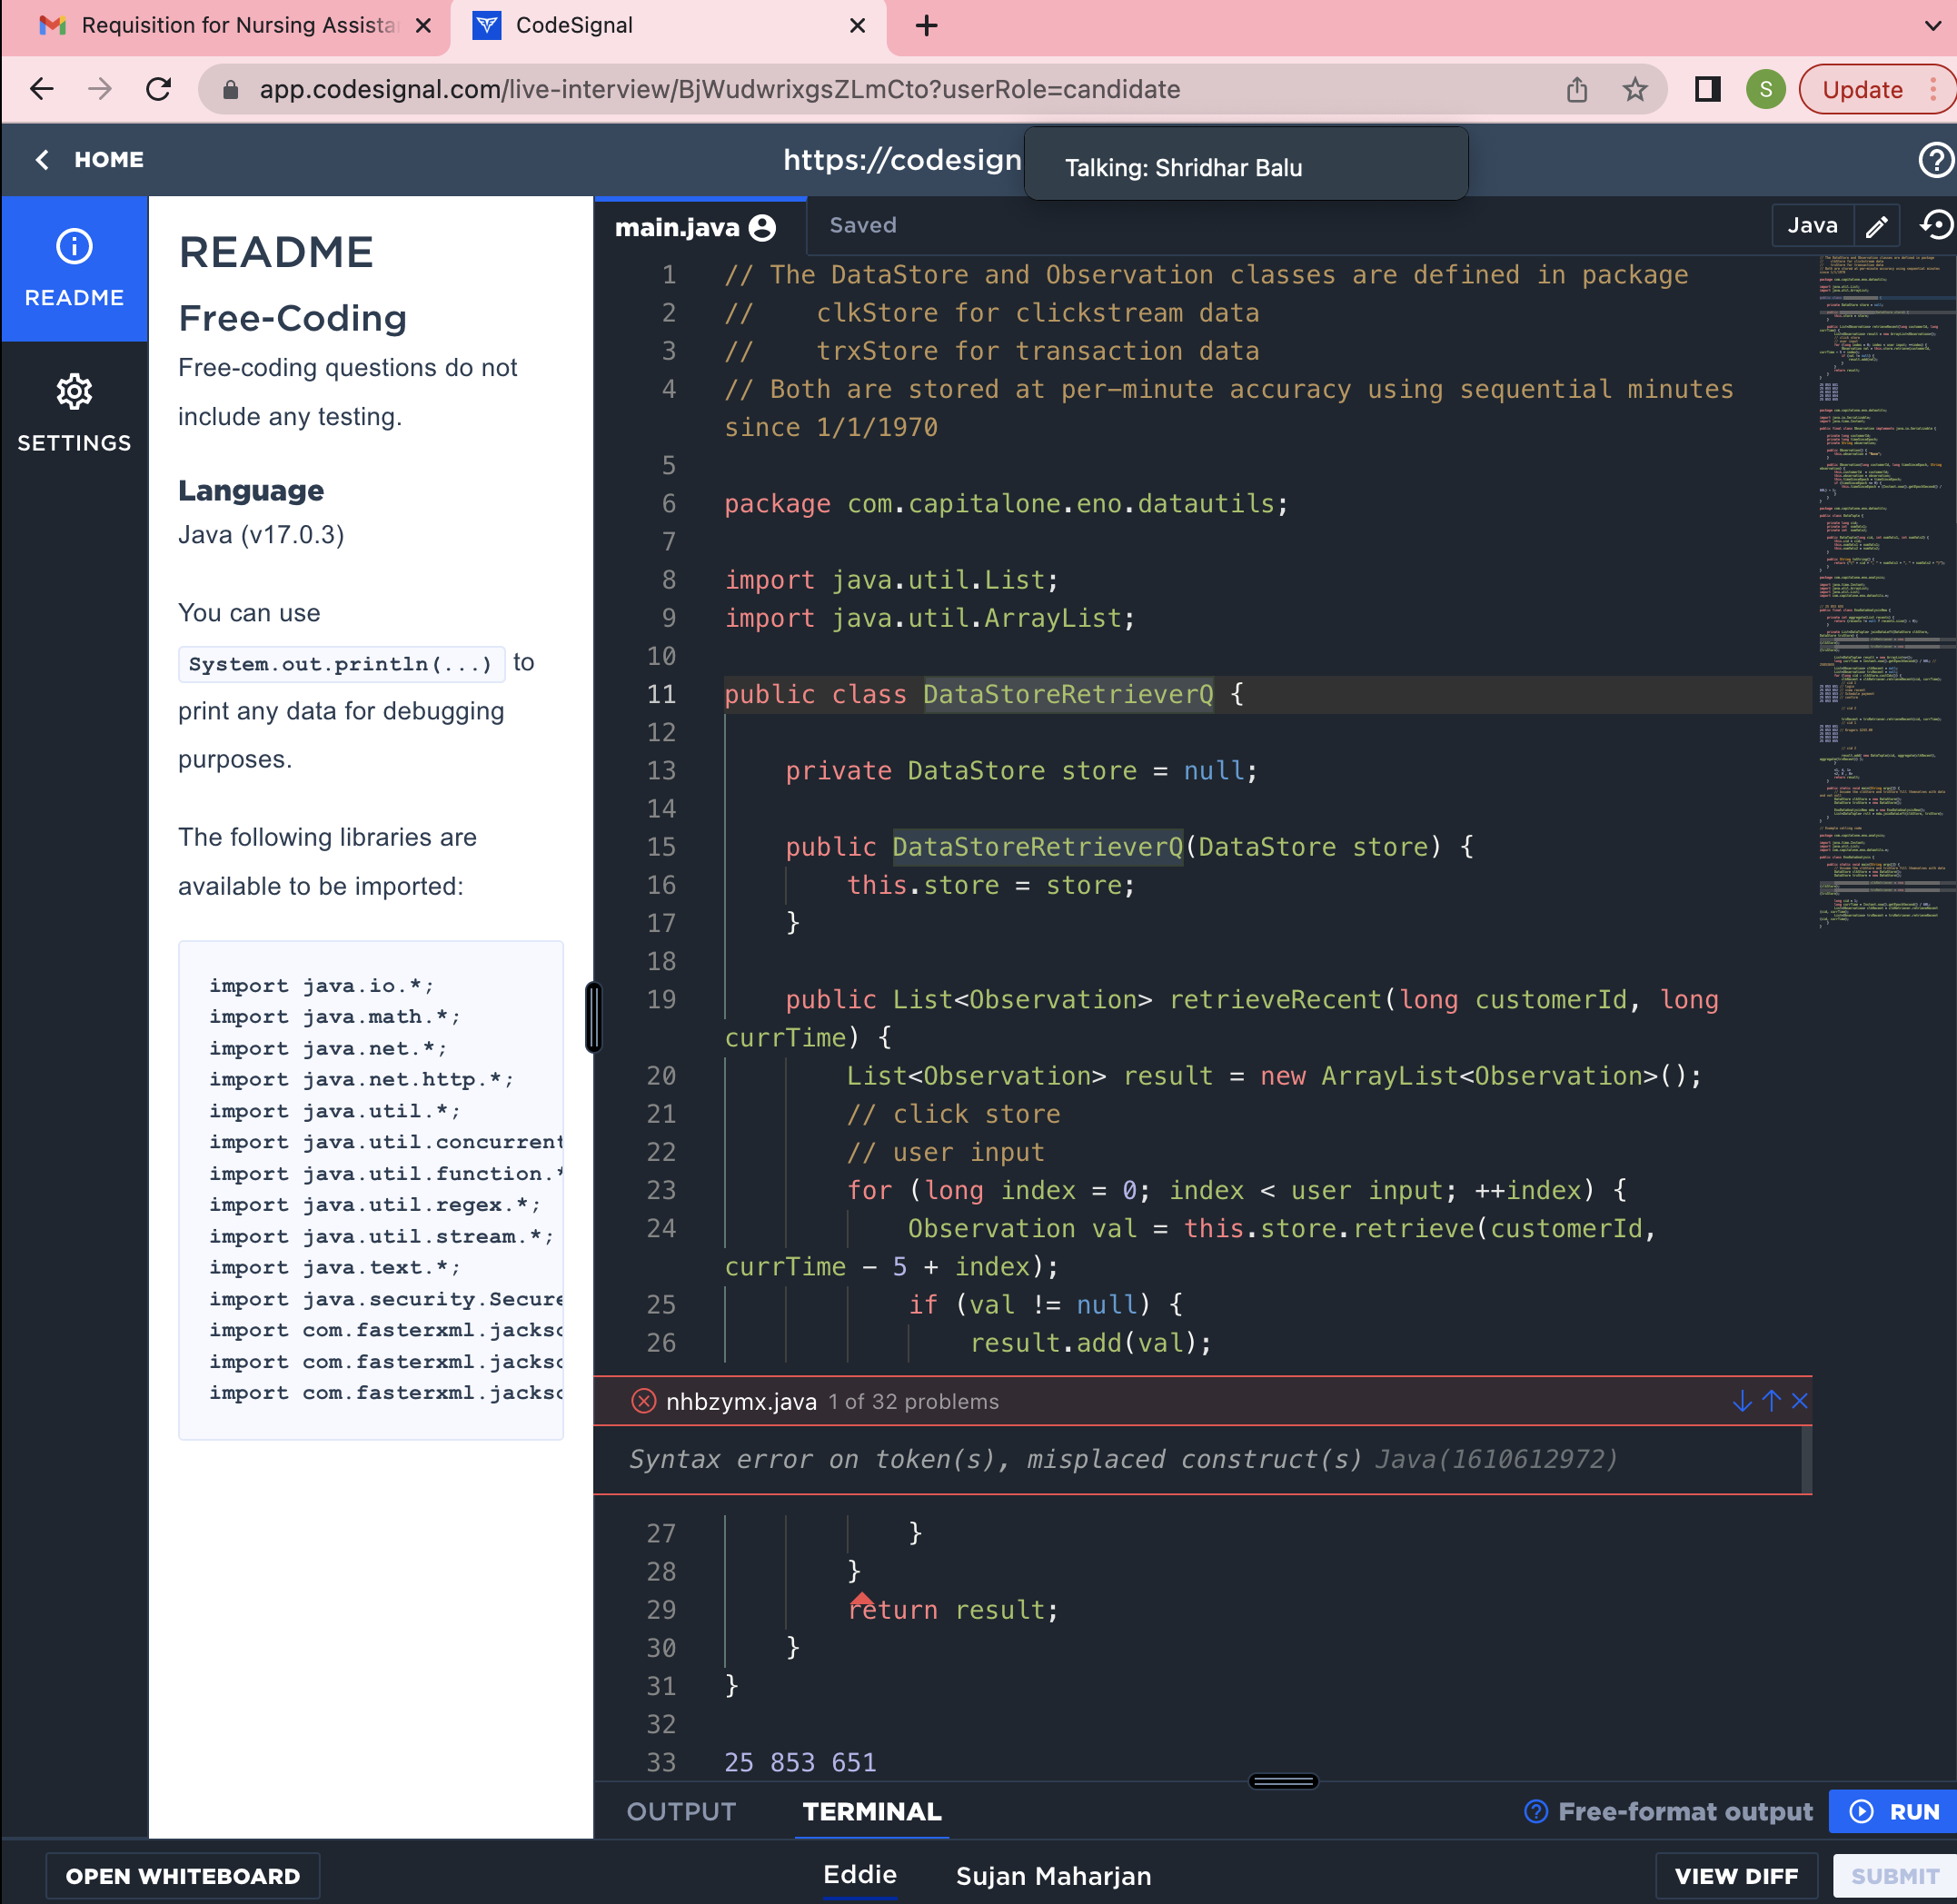 Requisition for Nursing Assista
CodeSignal
app.codesignal.com/live-interview/BjWudwrixgsZLmCto?userRole=candidate
S
Update
HOME
https://codesign
Talking: Shridhar Balu
README
SETTINGS
README
Free-Coding
Free-coding questions do not
include any testing.
Language
Java (v17.0.3)
You can use
System.out.println(...) to
print any data for debugging
purposes.
The following libraries are
available to be imported:
import java.io.*;
import java.math.*;
import java.net.*;
import java.net.http.*;
import java.util.*;
import java.util.concurrent
import java.util.function.*
import java.util.regex.*;
import java.util.stream.*;
import java.text.*;
import java.security.Secure
import com.fasterxml.jackso
import com.fasterxml.jackso
import com.fasterxml.jackso
main.java
Saved
Java
1 // The DataStore and Observation classes are defined in package
2 //    clkStore for clickstream data
3 //    trxStore for transaction data
4 // Both are stored at per-minute accuracy using sequential minutes
since 1/1/1970
5
6 package com.capitalone.eno.datautils;
7
8 import java.util.List;
9 import java.util.ArrayList;
10
11 public class DataStoreRetrieverQ {
12
13     private DataStore store = null;
14
15     public DataStoreRetrieverQ(DataStore store) {
16         this.store = store;
17     }
18
19     public List<Observation> retrieveRecent(long customerId, long
currTime) {
20         List<Observation> result = new ArrayList<Observation>();
21         // click store
22         // user input
23         for (long index = 0; index < user input; ++index) {
24             Observation val = this.store.retrieve(customerId,
currTime - 5 + index);
25             if (val != null) {
26                 result.add(val);
nhbzymx.java 1 of 32 problems
Syntax error on token(s), misplaced construct(s) Java(1610612972)
27             }
28         }
29         return result;
30     }
31 }
32
33 25 853 651
OUTPUT
TERMINAL
Free-format output
RUN
OPEN WHITEBOARD
Eddie
Sujan Maharjan
VIEW DIFF
SUBMIT